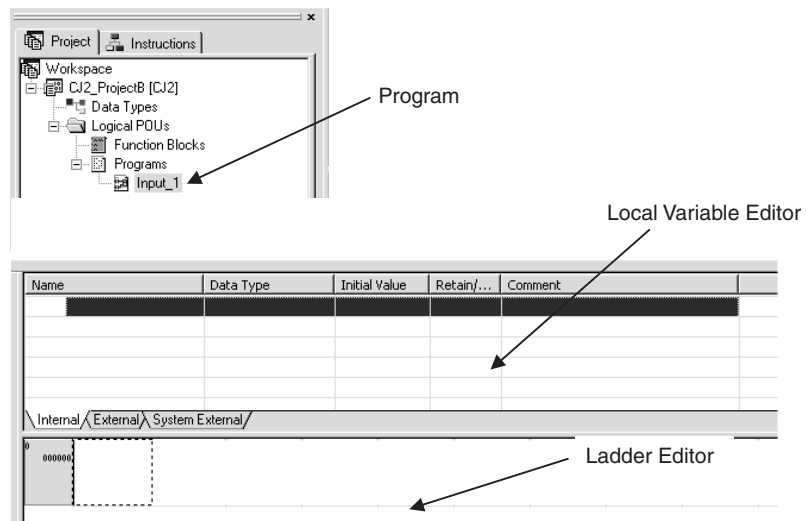 Project Instructions
Workspace
CJ2_ProjectB [CJ2]
Data Types
Logical POUs
Function Blocks
Programs
Input_1
Program
Local Variable Editor
Name Data Type Initial Value Retain/... Comment
Internal External System External
0
000000
Ladder Editor